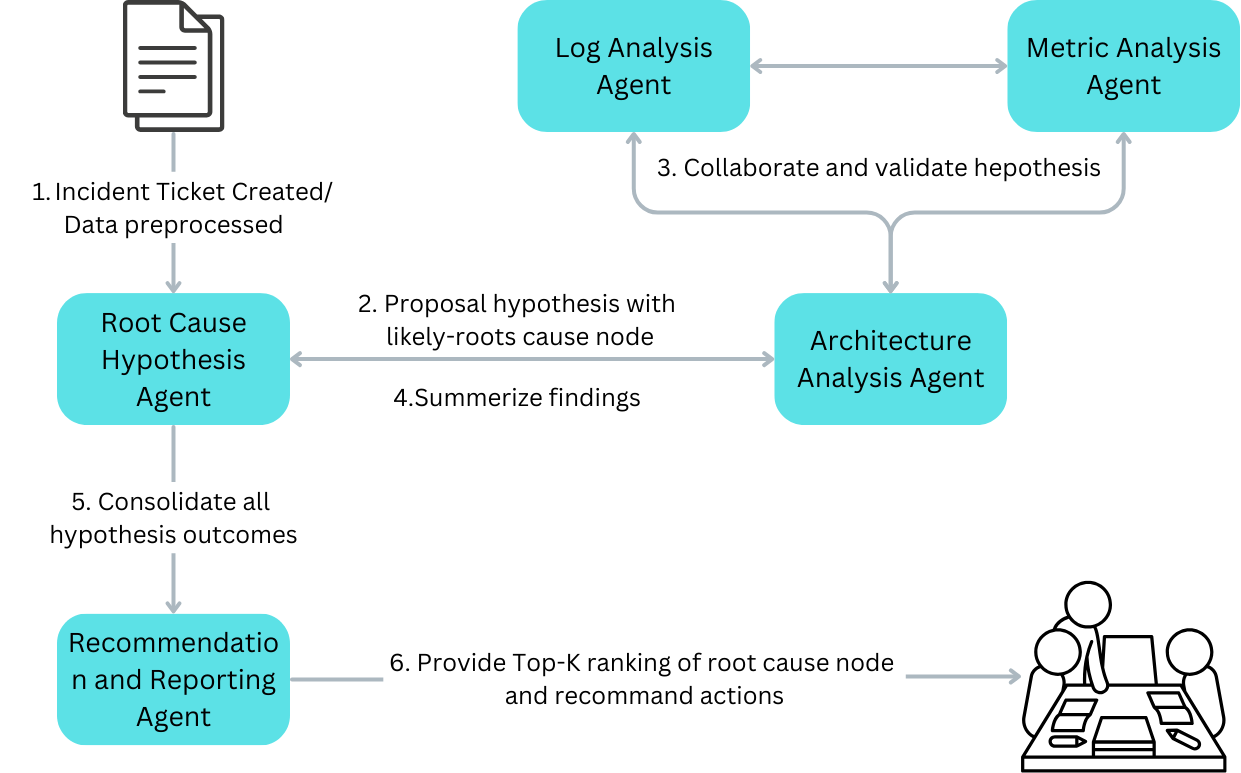 Log Analysis
Agent
Metric Analysis
Agent
3. Collaborate and validate hepothesis
1. Incident Ticket Created/
Data preprocessed
Root Cause
Hypothesis
Agent
2. Proposal hypothesis with
likely-roots cause node
4.Summerize findings
Architecture
Analysis Agent
5. Consolidate all
hypothesis outcomes
Recommendatio
n and Reporting
Agent
6. Provide Top-K ranking of root cause node
and recommand actions